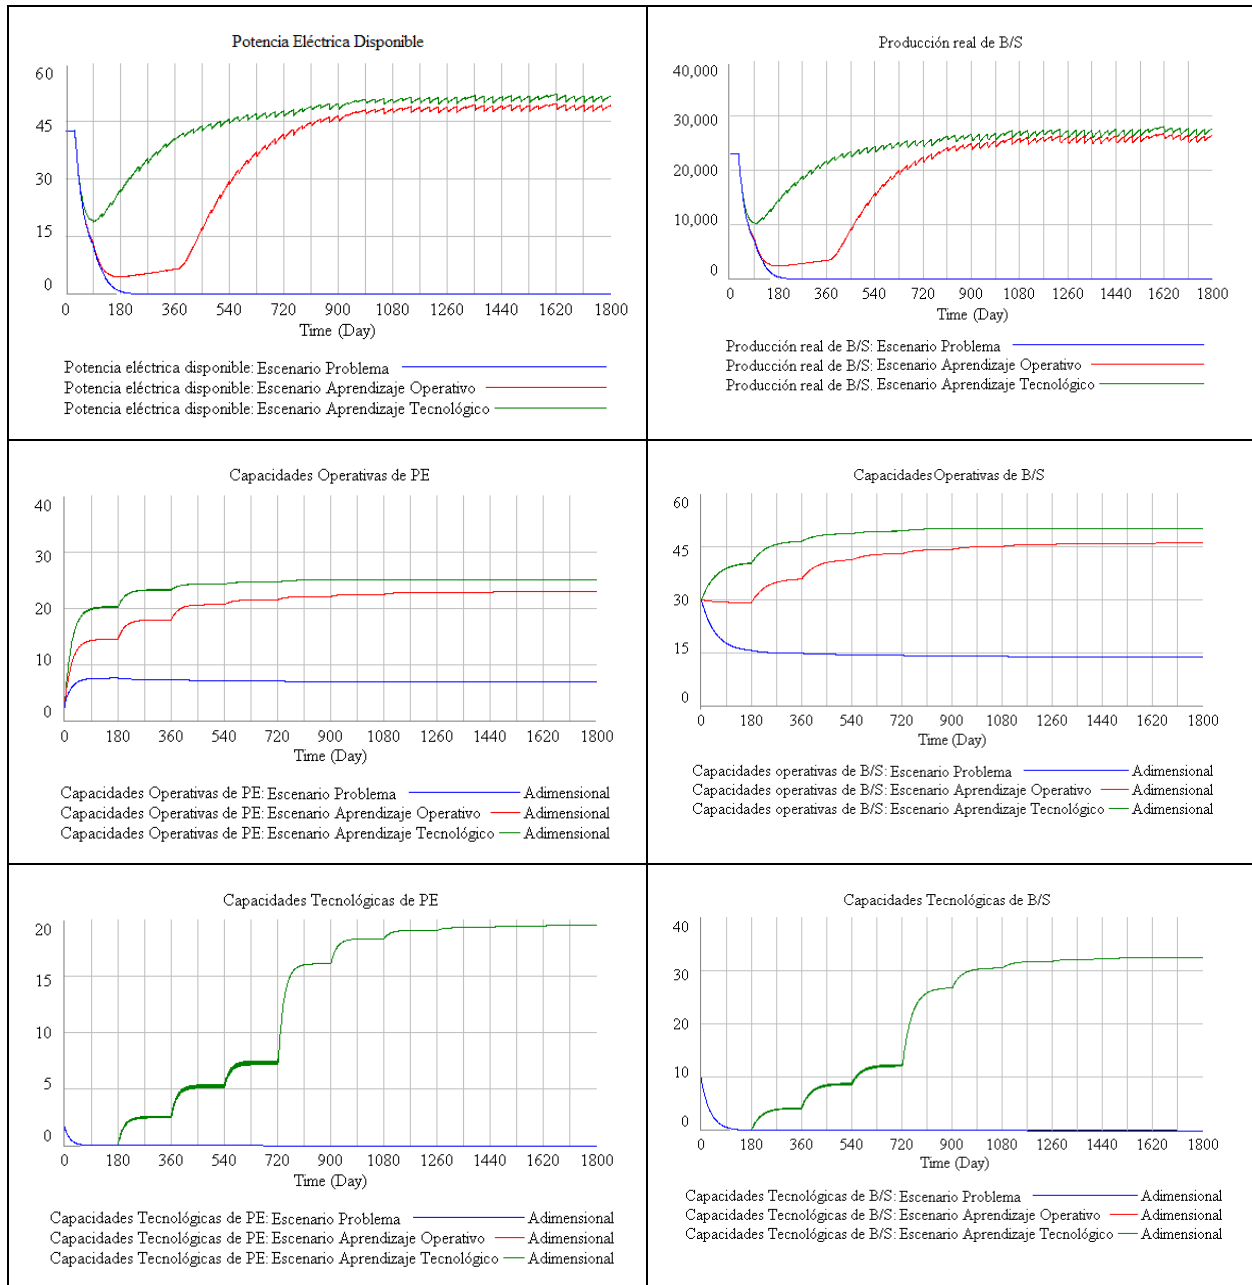 Potencia Eléctrica Disponible
60
45
30
15
0
0 180 360 540 720 900 1080 1260 1440 1620 1800
Time (Day)
Potencia eléctrica disponible: Escenario Problema
Potencia eléctrica disponible: Escenario Aprendizaje Operativo
Potencia eléctrica disponible: Escenario Aprendizaje Tecnológico
Producción real de B/S
40,000
30,000
20,000
10,000
0
0 180 360 540 720 900 1080 1260 1440 1620 1800
Time (Day)
Producción real de B/S: Escenario Problema
Producción real de B/S: Escenario Aprendizaje Operativo
Producción real de B/S. Escenario Aprendizaje Tecnológico
Capacidades Operativas de PE
40
30
20
10
0
0 180 360 540 720 900 1080 1260 1440 1620 1800
Time (Day)
Capacidades Operativas de PE: Escenario Problema Adimensional
Capacidades Operativas de PE: Escenario Aprendizaje Operativo Adimensional
Capacidades Operativas de PE: Escenario Aprendizaje Tecnológico Adimensional
Capacidades Operativas de B/S
60
45
30
15
0
0 180 360 540 720 900 1080 1260 1440 1620 1800
Time (Day)
Capacidades operativas de B/S: Escenario Problema Adimensional
Capacidades operativas de B/S: Escenario Aprendizaje Operativo Adimensional
Capacidades operativas de B/S: Escenario Aprendizaje Tecnológico Adimensional
Capacidades Tecnológicas de PE
20
15
10
5
0
0 180 360 540 720 900 1080 1260 1440 1620 1800
Time (Day)
Capacidades Tecnológicas de PE: Escenario Problema Adimensional
Capacidades Tecnológicas de PE: Escenario Aprendizaje Operativo Adimensional
Capacidades Tecnológicas de PE: Escenario Aprendizaje Tecnológico Adimensional
Capacidades Tecnológicas de B/S
40
30
20
10
0
0 180 360 540 720 900 1080 1260 1440 1620 1800
Time (Day)
Capacidades Tecnológicas de B/S: Escenario Problema Adimensional
Capacidades Tecnológicas de B/S: Escenario Aprendizaje Operativo Adimensional
Capacidades Tecnológicas de B/S: Escenario Aprendizaje Tecnológico Adimensional